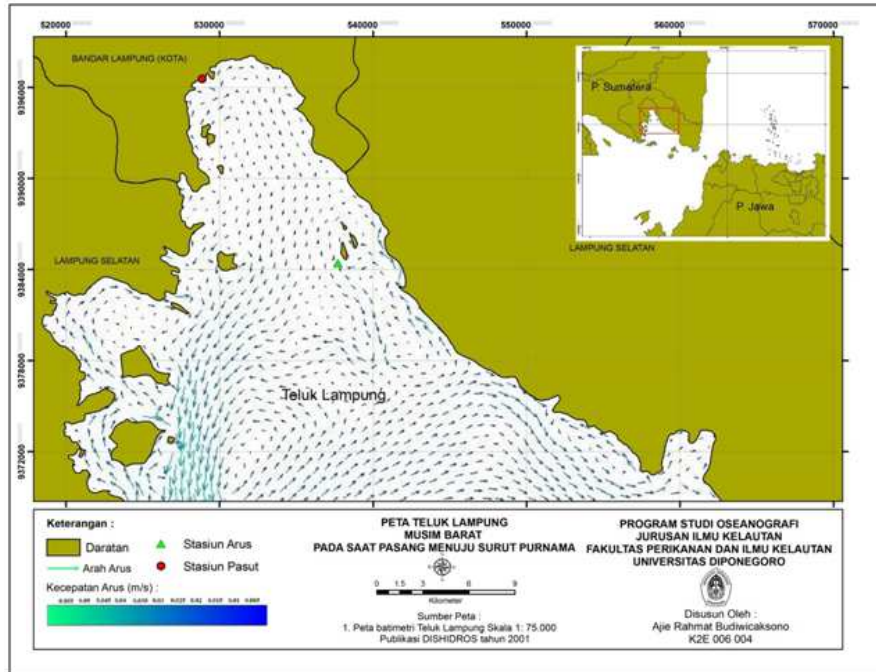 520000 530000 540000 550000 560000 570000
BANDAR LAMPUNG (KOTA)
P. Sumatera
P. Jawa
LAMPUNG SELATAN
LAMPUNG SELATAN
Teluk Lampung
9396000
9390000
9384000
9378000
9372000
Keterangan :
Daratan
Stasiun Arus
Arah Arus
Stasiun Pasut
Kecepatan Arus (m/s) :
PETA TELUK LAMPUNG
MUSIM BARAT
PADA SAAT PASANG MENUJU SURUT PURNAMA
0 1.5 3 6 9
Kilometer
Sumber Peta :
1. Peta batimetri Teluk Lampung Skala 1: 75.000
Publikasi DISHIDROS tahun 2001
PROGRAM STUDI OSEANOGRAFI
JURUSAN ILMU KELAUTAN
FAKULTAS PERIKANAN DAN ILMU KELAUTAN
UNIVERSITAS DIPONEGORO
Disusun Oleh :
Ajie Rahmat Budiwicaksono
K2E 006 004